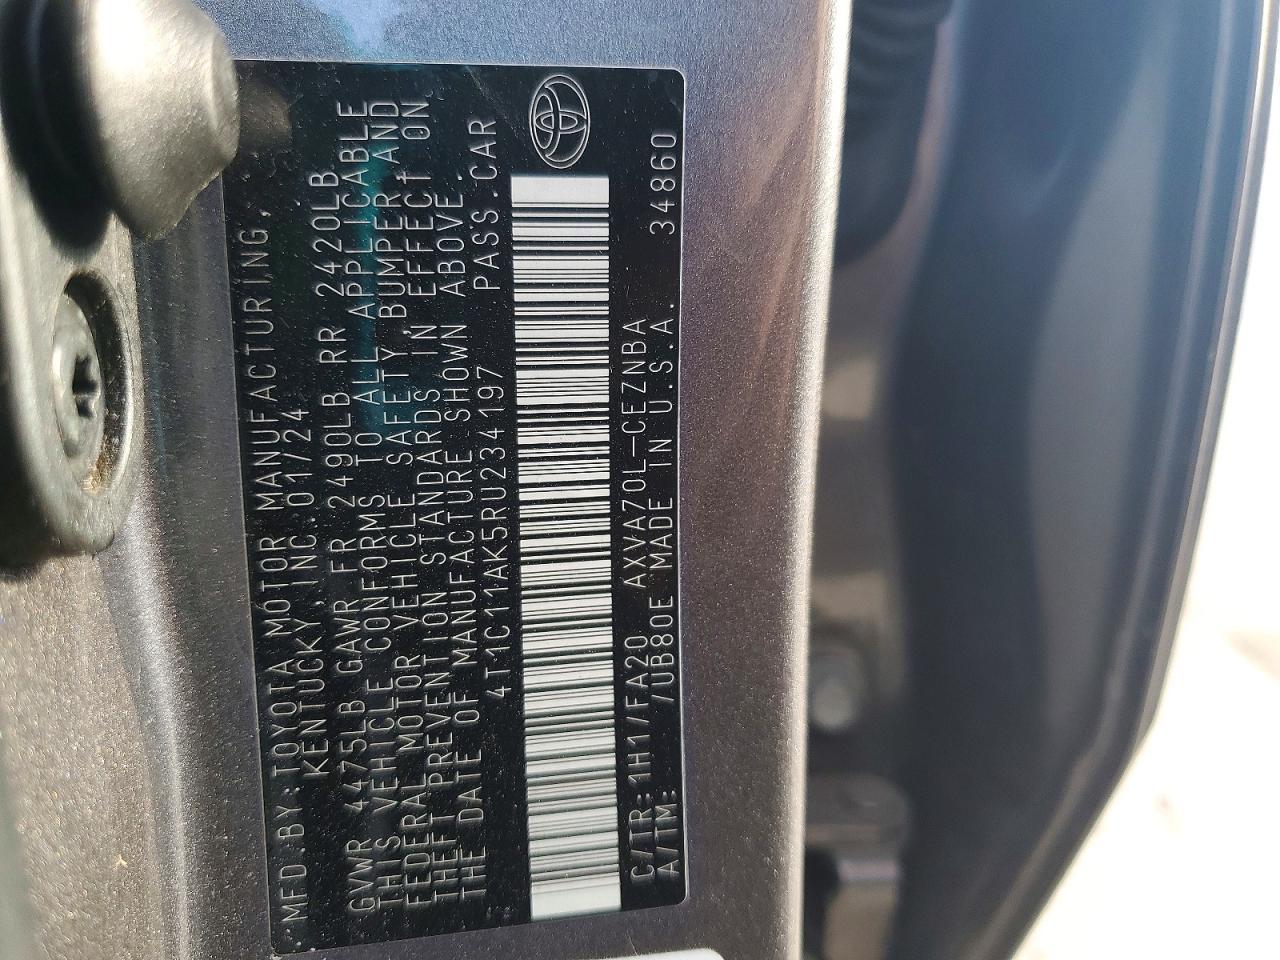 MFD.BY:TOYOTA MOTOR MANUFACTURING,
KENTUCKY,INC.01/24
GVWR 4475LB GAWR FR 2490LB RR 2420LB
THIS VEHICLE CONFORMS TO ALL APPLICABLE
FEDERAL MOTOR VEHICLE SAFETY,BUMPER,AND
THEFT PREVENTION STANDARDS IN EFFECT ON
THE DATE OF MANUFACTURE SHOWN ABOVE.
4T1C11AK5RU234197 PASS.CAR
C/TR:1H1/FA20 AXVA70L-CEZNBA
A/TM: /UB80E MADE IN U.S.A. 34860